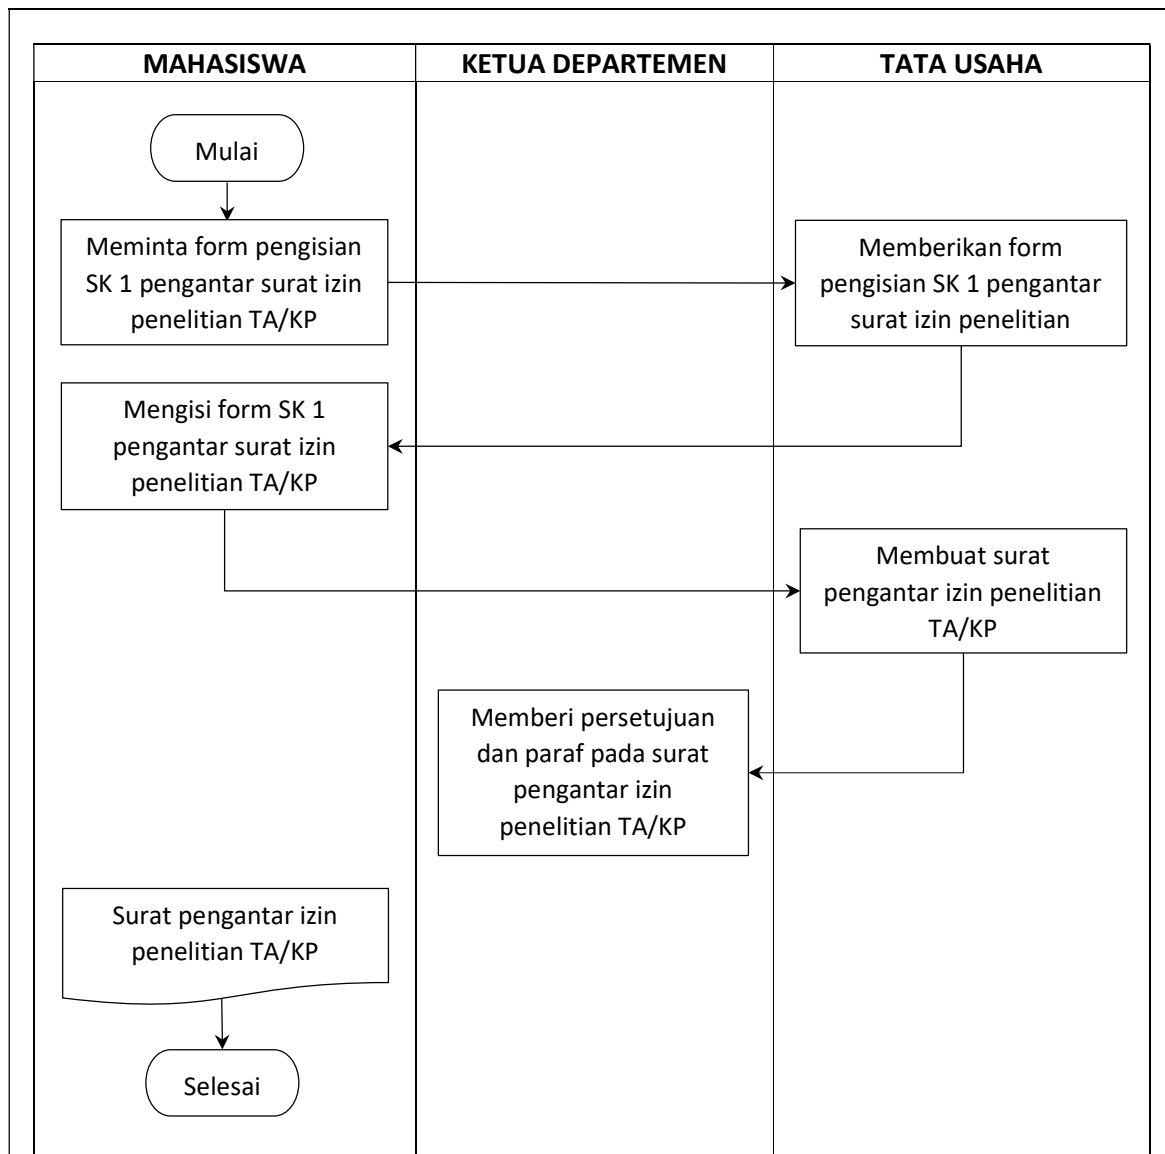 MAHASISWA
KETUA DEPARTEMEN
TATA USAHA
Mulai
Meminta form pengisian
SK 1 pengantar surat izin
penelitian TA/KP
Memberikan form
pengisian SK 1 pengantar
surat izin penelitian
Mengisi form SK 1
pengantar surat izin
penelitian TA/KP
Membuat surat
pengantar izin penelitian
TA/KP
Memberi persetujuan
dan paraf pada surat
pengantar izin
penelitian TA/KP
Surat pengantar izin
penelitian TA/KP
Selesai